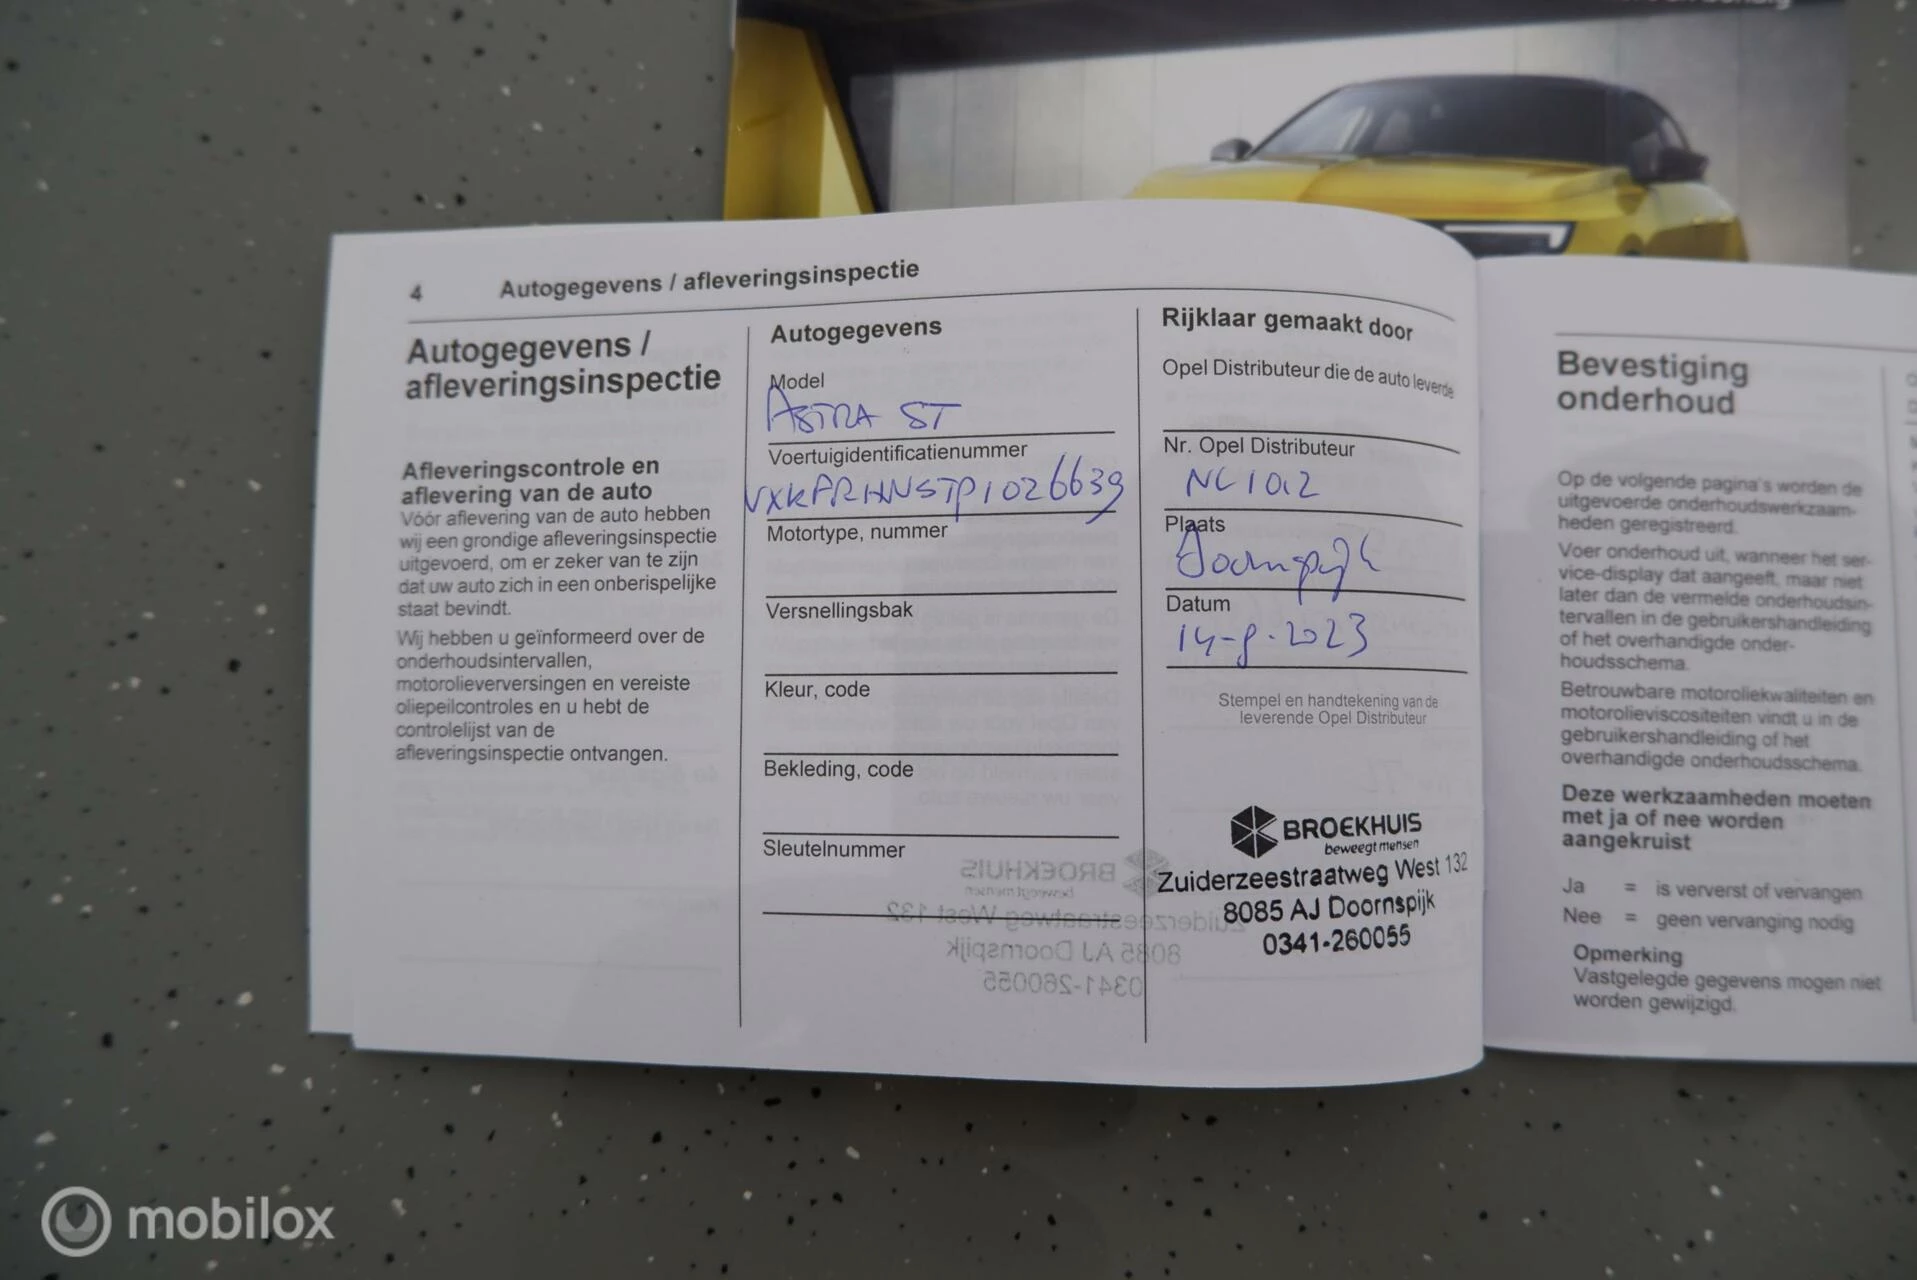 4 Autogegevens / afleveringsinspectie
Autogegevens /
afleveringsinspectie
Afleveringscontrole en
aflevering van de auto
Vóór aflevering van de auto hebben
wij een grondige afleveringsinspectie
uitgevoerd, om er zeker van te zijn
dat uw auto zich in een onberispelijke
staat bevindt.
Wij hebben u geïnformeerd over de
onderhoudsintervallen,
motorolieverversingen en vereiste
oliepeilcontroles en u hebt de
controlelijst van de
afleveringsinspectie ontvangen.
Autogegevens
Model
ASTRA ST
Voertuigidentificatienummer
Motortype, nummer
Versnellingsbak
Kleur, code
Bekleding, code
Sleutelnummer
Rijklaar gemaakt door
Opel Distributeur die de auto leverde
Nr. Opel Distributeur
Plaats
Doornspijk
Datum
14-8-2023
Stempel en handtekening van de
leverende Opel Distributeur
BROEKHUIS
beweegt mensen
Zuiderzeestraatweg West 132
8085 AJ Doornspijk
0341-260055
Bevestiging
onderhoud
Op de volgende pagina's worden de
uitgevoerde onderhoudswerkzaam-
heden geregistreerd.
Voer onderhoud uit, wanneer het ser-
vice-display dat aangeeft, maar niet
later dan de vermelde onderhoudsin-
tervallen in de gebruikershandleiding
of het overhandigde onder-
houdsschema.
Betrouwbare motoroliekwaliteiten en
motorolieviscositeiten vindt u in de
gebruikershandleiding of het
overhandigde onderhoudsschema.
Deze werkzaamheden moeten
met ja of nee worden
aangekruist
Ja = is ververst of vervangen
Nee = geen vervanging nodig
Opmerking
Vastgelegde gegevens mogen niet
worden gewijzigd.
mobilox